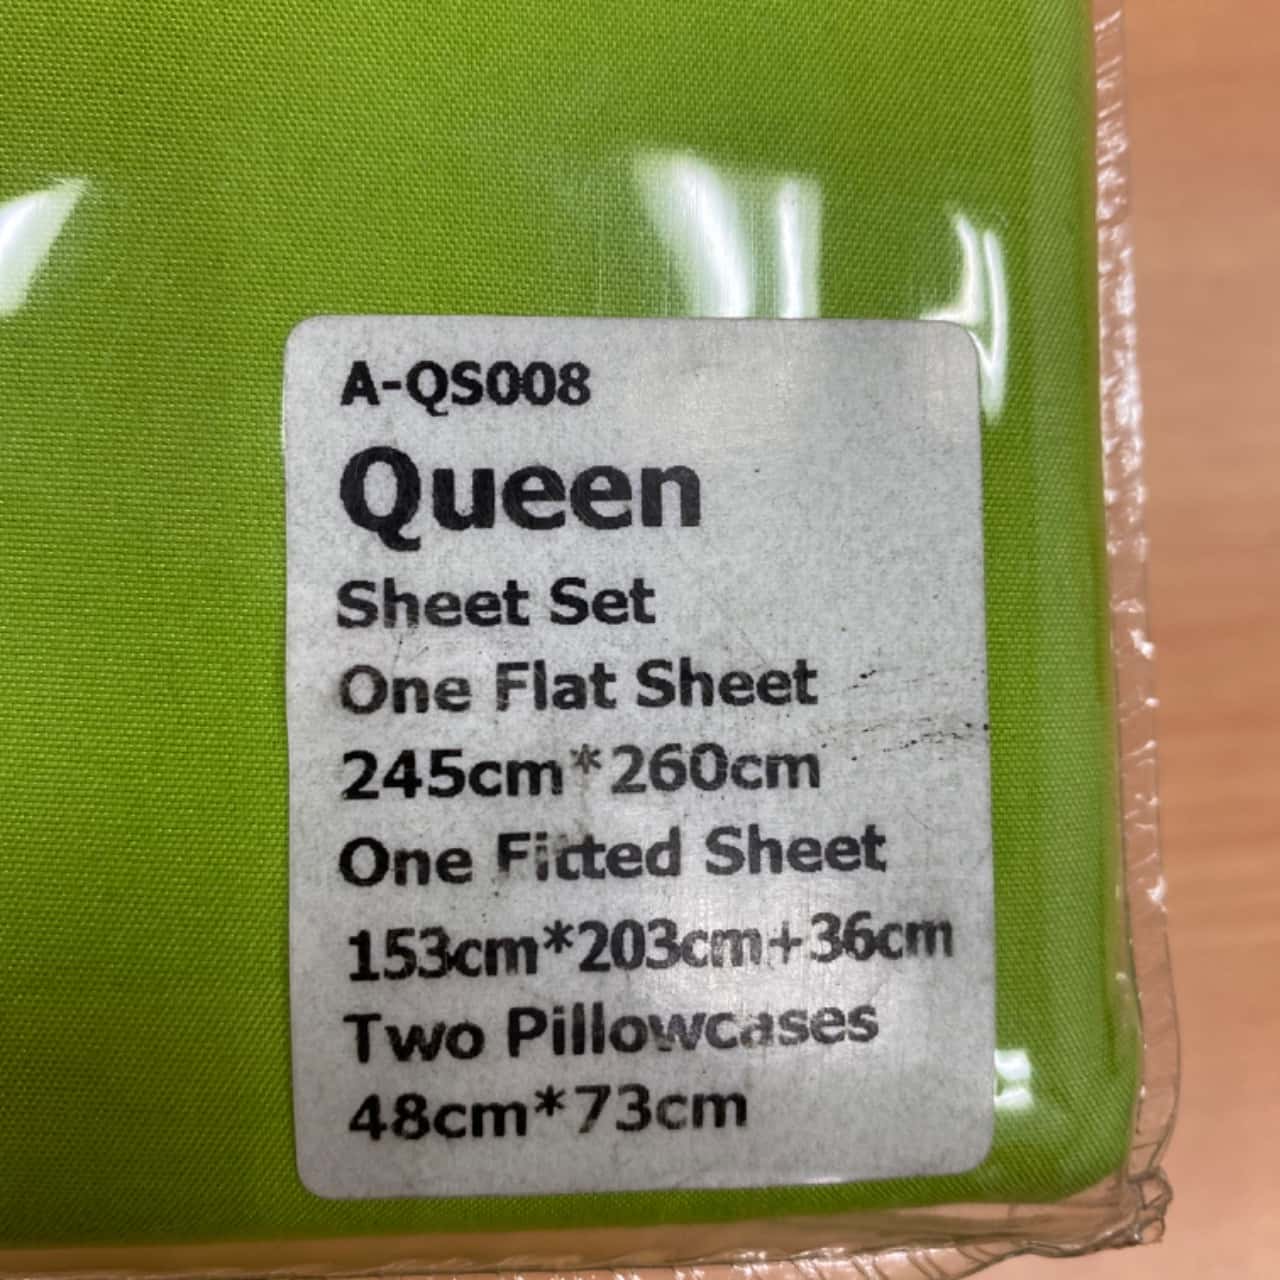 A-QS008
Queen
Sheet Set
One Flat Sheet
245cm*260cm
One Fitted Sheet
153cm*203cm+36cm
Two Pillowcases
48cm*73cm